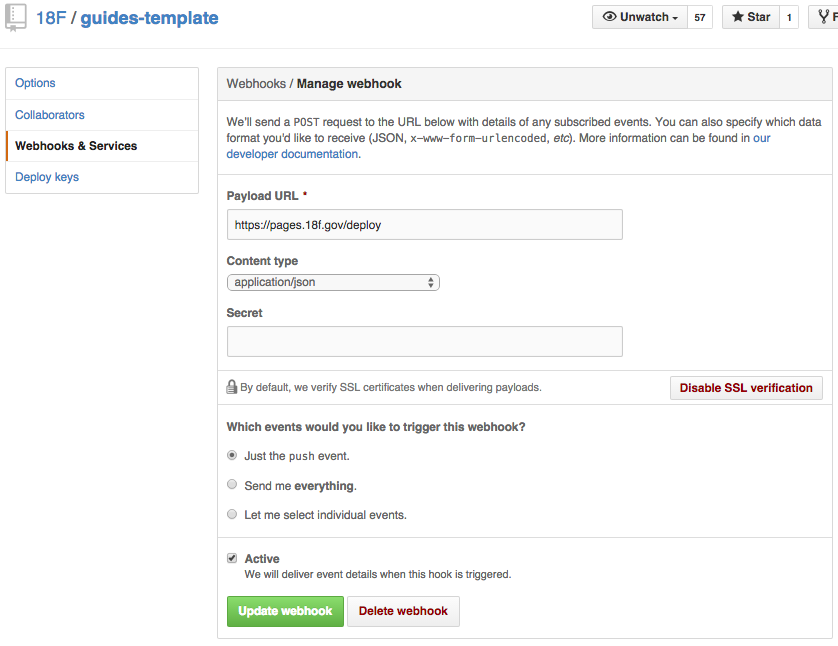 18F / guides-template
Unwatch 57 Star 1
Options
Collaborators
Webhooks & Services
Deploy keys
Webhooks / Manage webhook
We'll send a POST request to the URL below with details of any subscribed events. You can also specify which data
format you'd like to receive (JSON, x-www-form-urlencoded, etc). More information can be found in our
developer documentation.
Payload URL *
https://pages.18f.gov/deploy
Content type
application/json
Secret
By default, we verify SSL certificates when delivering payloads.
Disable SSL verification
Which events would you like to trigger this webhook?
Just the push event.
Send me everything.
Let me select individual events.
Active
We will deliver event details when this hook is triggered.
Update webhook Delete webhook